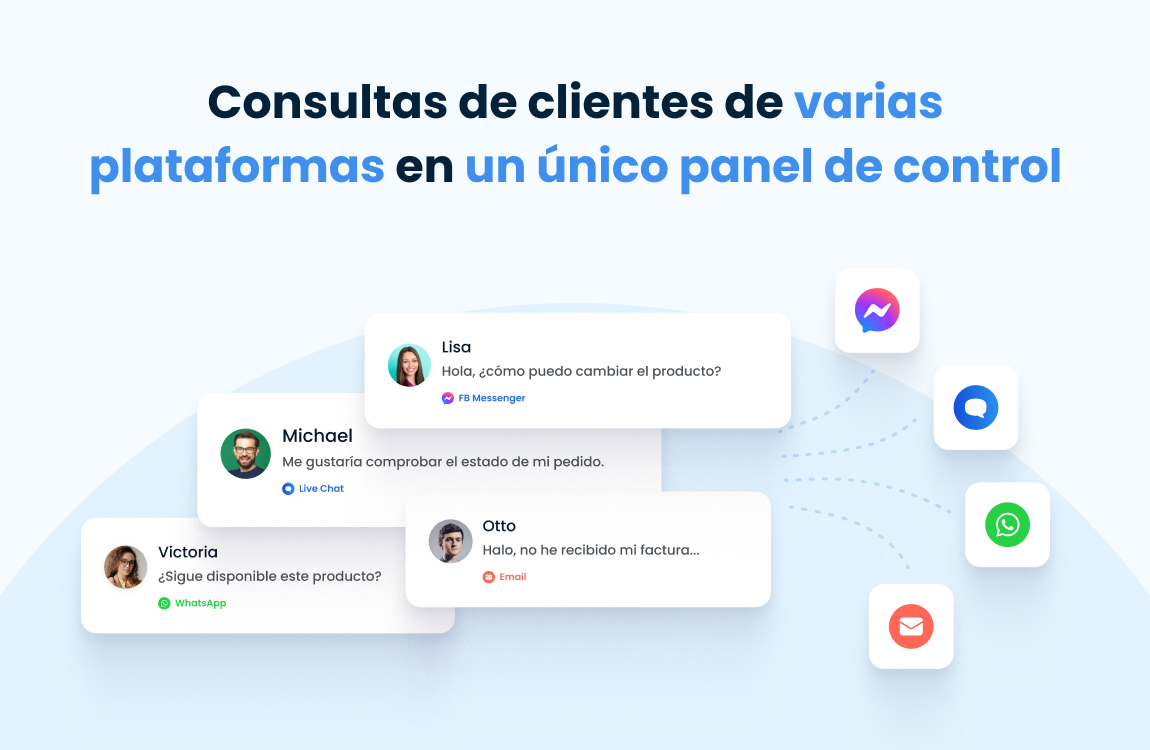 Consultas de clientes de varias
plataformas en un único panel de control
Lisa
Hola, ¿cómo puedo cambiar el producto?
FB Messenger
Michael
Me gustaría comprobar el estado de mi pedido.
Live Chat
Otto
Halo, no he recibido mi factura...
Email
Victoria
¿Sigue disponible este producto?
WhatsApp